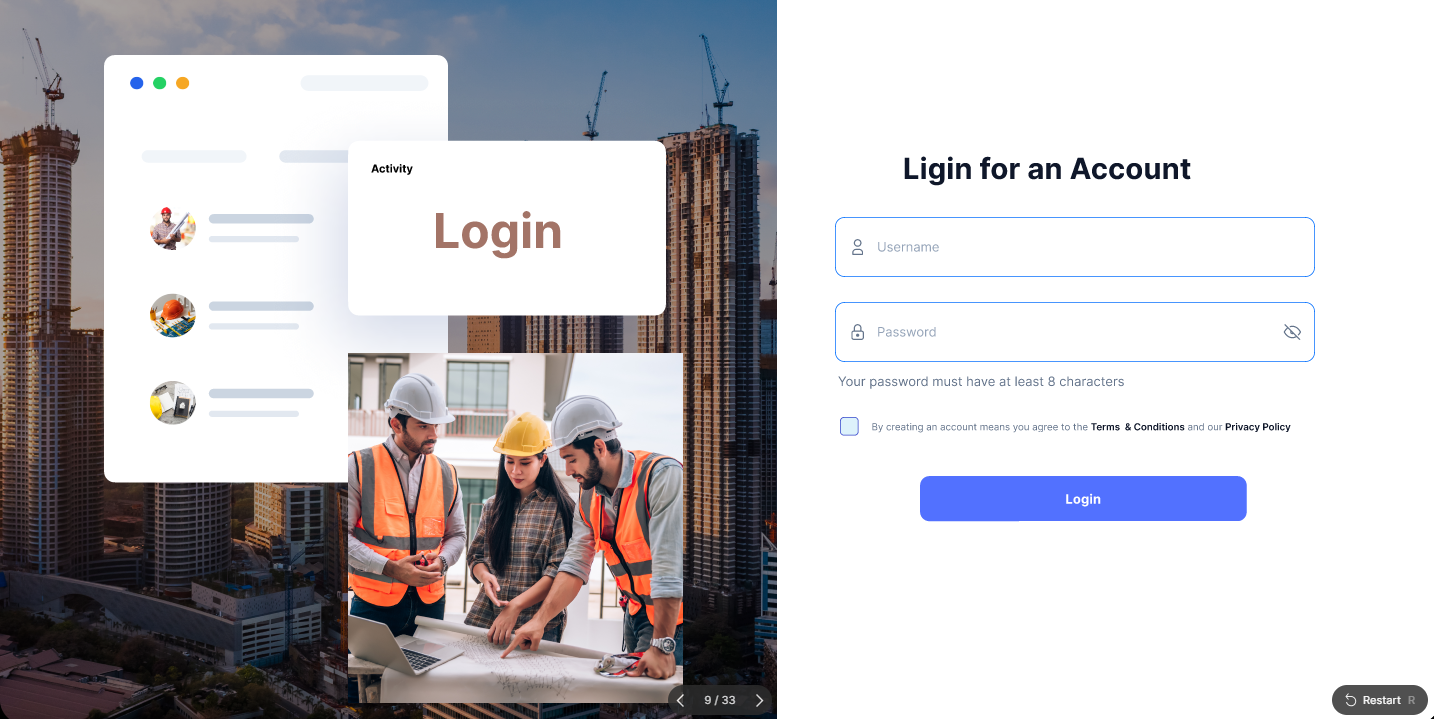 Activity
Login
9 / 33
Ligin for an Account
Username
Password
Your password must have at least 8 characters
By creating an account means you agree to the Terms & Conditions and our Privacy Policy
Login
Restart R